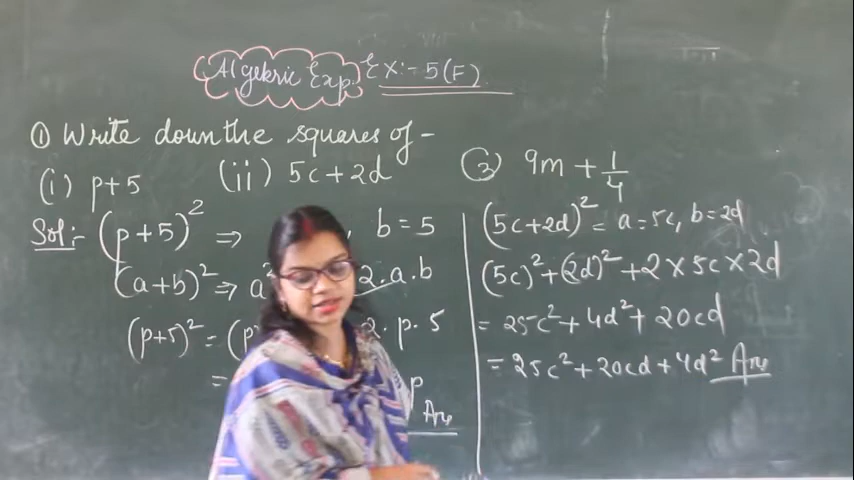 Algebric Exp. Ex:- 5(F).
① Write down the squares of -
(i) p+5 (ii) 5c+2d ③ 9m + 1/4
Sol:- (p+5)² ⇒ , b = 5
(a+b)² ⇒ a² 2.a.b
(p+5)² = (p 2. p. 5
= p
Ans
(5c+2d)² = a=5c, b=2d
(5c)² + (2d)² + 2 × 5c × 2d
= 25c² + 4d² + 20cd
= 25c² + 20cd + 4d² Ans